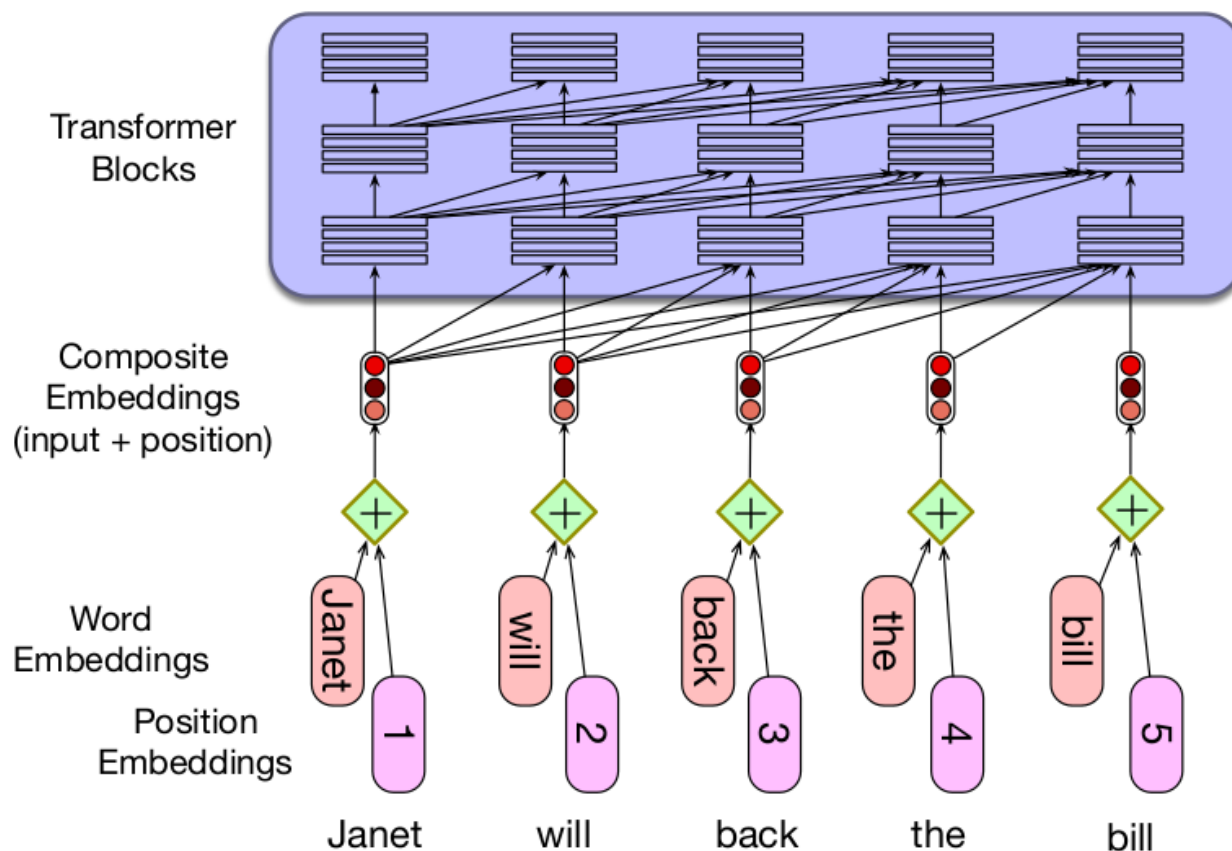 Transformer
Blocks
Composite
Embeddings
(input + position)
+ + + + +
Word
Embeddings
Janet will back the bill
Position
Embeddings
1 2 3 4 5
Janet will back the bill